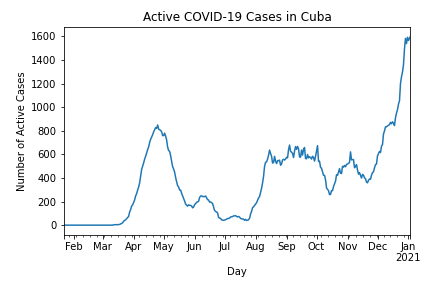 Active COVID-19 Cases in Cuba
Number of Active Cases
1600
1400
1200
1000
800
600
400
200
0
Feb Mar Apr May Jun Jul Aug Sep Oct Nov Dec Jan
2021
Day